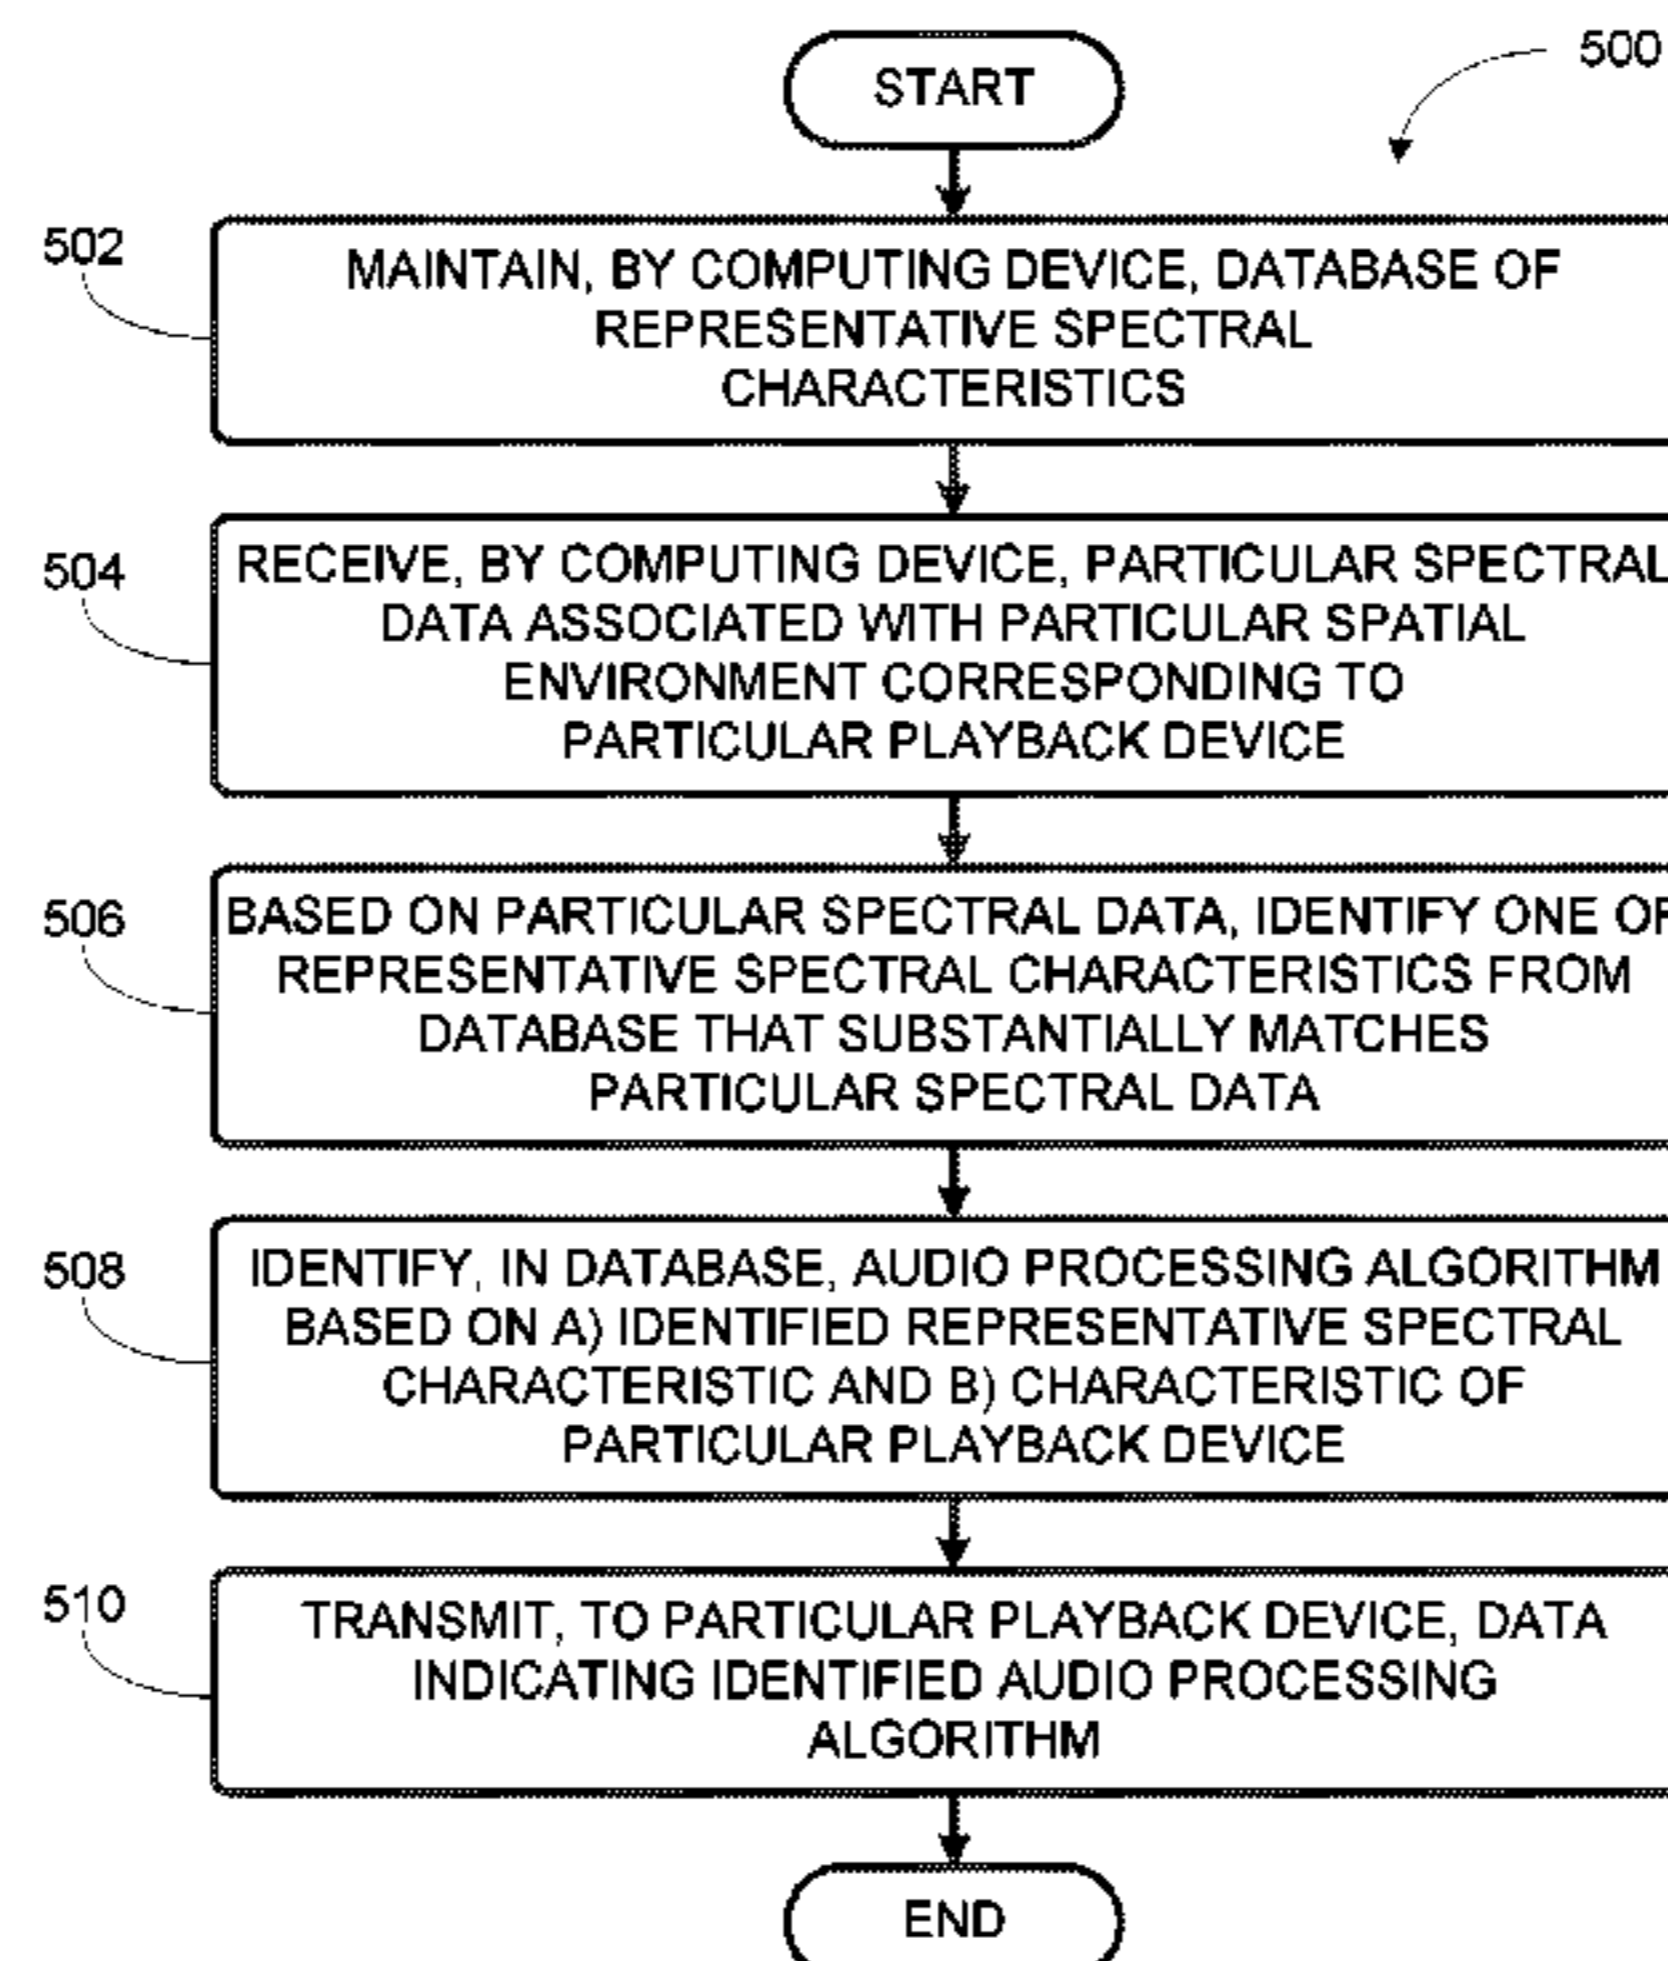 START
500
502
MAINTAIN, BY COMPUTING DEVICE, DATABASE OF
REPRESENTATIVE SPECTRAL
CHARACTERISTICS
504
RECEIVE, BY COMPUTING DEVICE, PARTICULAR SPECTRAL
DATA ASSOCIATED WITH PARTICULAR SPATIAL
ENVIRONMENT CORRESPONDING TO
PARTICULAR PLAYBACK DEVICE
506
BASED ON PARTICULAR SPECTRAL DATA, IDENTIFY ONE OF
REPRESENTATIVE SPECTRAL CHARACTERISTICS FROM
DATABASE THAT SUBSTANTIALLY MATCHES
PARTICULAR SPECTRAL DATA
508
IDENTIFY, IN DATABASE, AUDIO PROCESSING ALGORITHM
BASED ON A) IDENTIFIED REPRESENTATIVE SPECTRAL
CHARACTERISTIC AND B) CHARACTERISTIC OF
PARTICULAR PLAYBACK DEVICE
510
TRANSMIT, TO PARTICULAR PLAYBACK DEVICE, DATA
INDICATING IDENTIFIED AUDIO PROCESSING
ALGORITHM
END